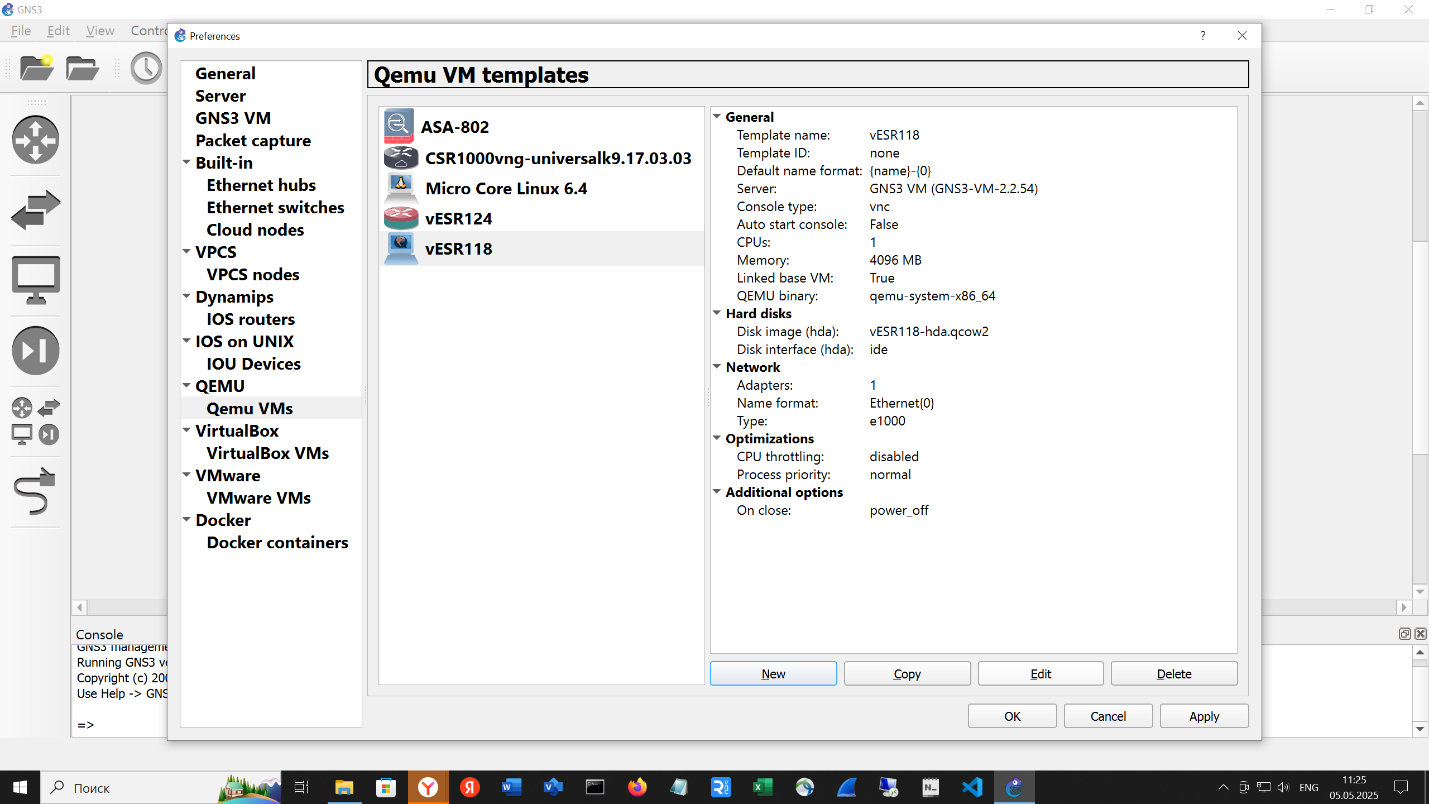 GNS3
File Edit View Contro
Preferences
?
General
Server
GNS3 VM
Packet capture
Built-in
Ethernet hubs
Ethernet switches
Cloud nodes
VPCS
VPCS nodes
Dynamips
IOS routers
IOS on UNIX
IOU Devices
QEMU
Qemu VMs
VirtualBox
VirtualBox VMs
VMware
VMware VMs
Docker
Docker containers
Qemu VM templates
ASA-802
CSR1000vng-universalk9.17.03.03
Micro Core Linux 6.4
vESR124
vESR118
General
Template name: vESR118
Template ID: none
Default name format: {name}-{0}
Server: GNS3 VM (GNS3-VM-2.2.54)
Console type: vnc
Auto start console: False
CPUs: 1
Memory: 4096 MB
Linked base VM: True
QEMU binary: qemu-system-x86_64
Hard disks
Disk image (hda): vESR118-hda.qcow2
Disk interface (hda): ide
Network
Adapters: 1
Name format: Ethernet{0}
Type: e1000
Optimizations
CPU throttling: disabled
Process priority: normal
Additional options
On close: power_off
New Copy Edit Delete
OK Cancel Apply
Console
GNS3 manageme
Running GNS3 ve
Copyright (c) 200
Use Help -> GNS
=>
Поиск
ENG
11:25
05.05.2025